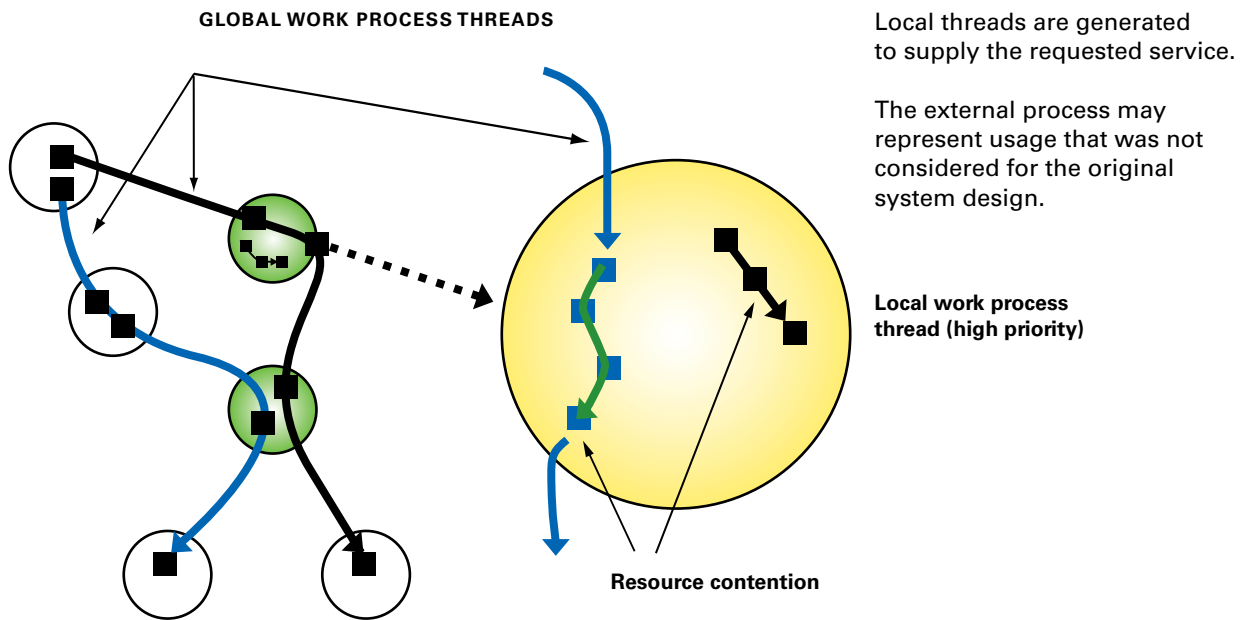 GLOBAL WORK PROCESS THREADS
Local threads are generated
to supply the requested service.
The external process may
represent usage that was not
considered for the original
system design.
Local work process
thread (high priority)
Resource contention